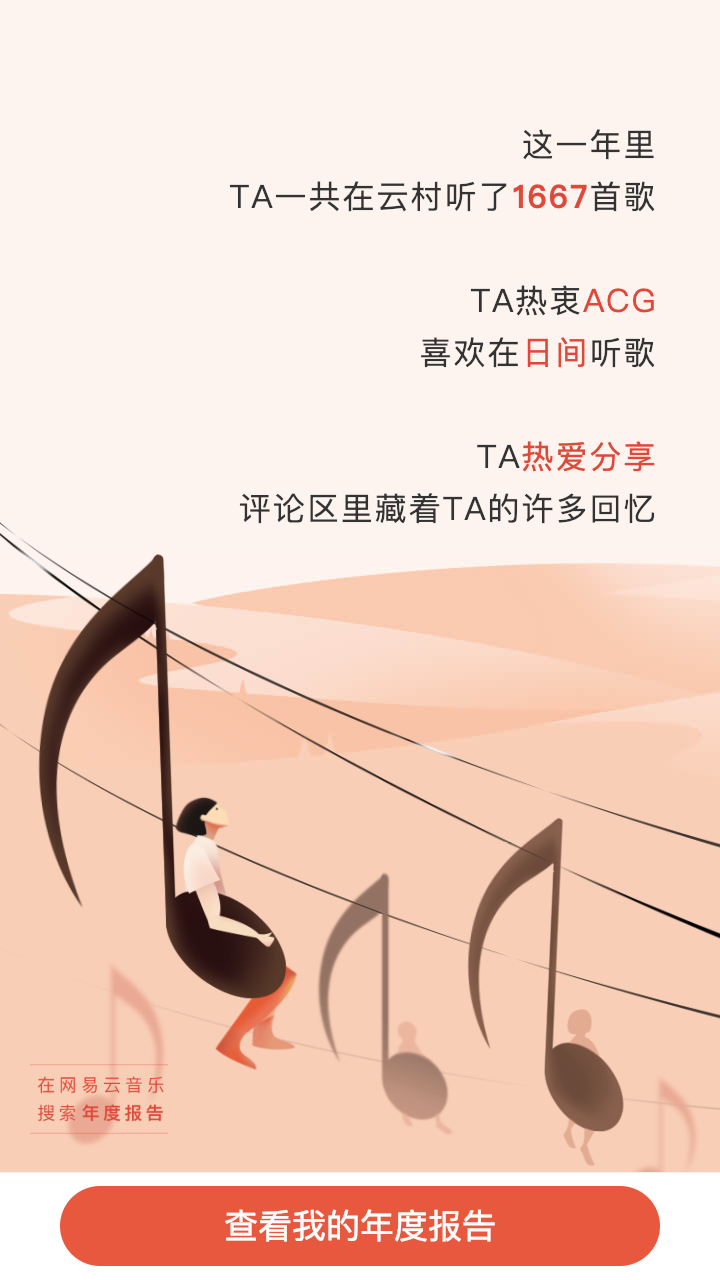 这一年里
TA一共在云村听了1667首歌
TA热衷ACG
喜欢在日间听歌
TA热爱分享
评论区里藏着TA的许多回忆
在网易云音乐
搜索年度报告
查看我的年度报告